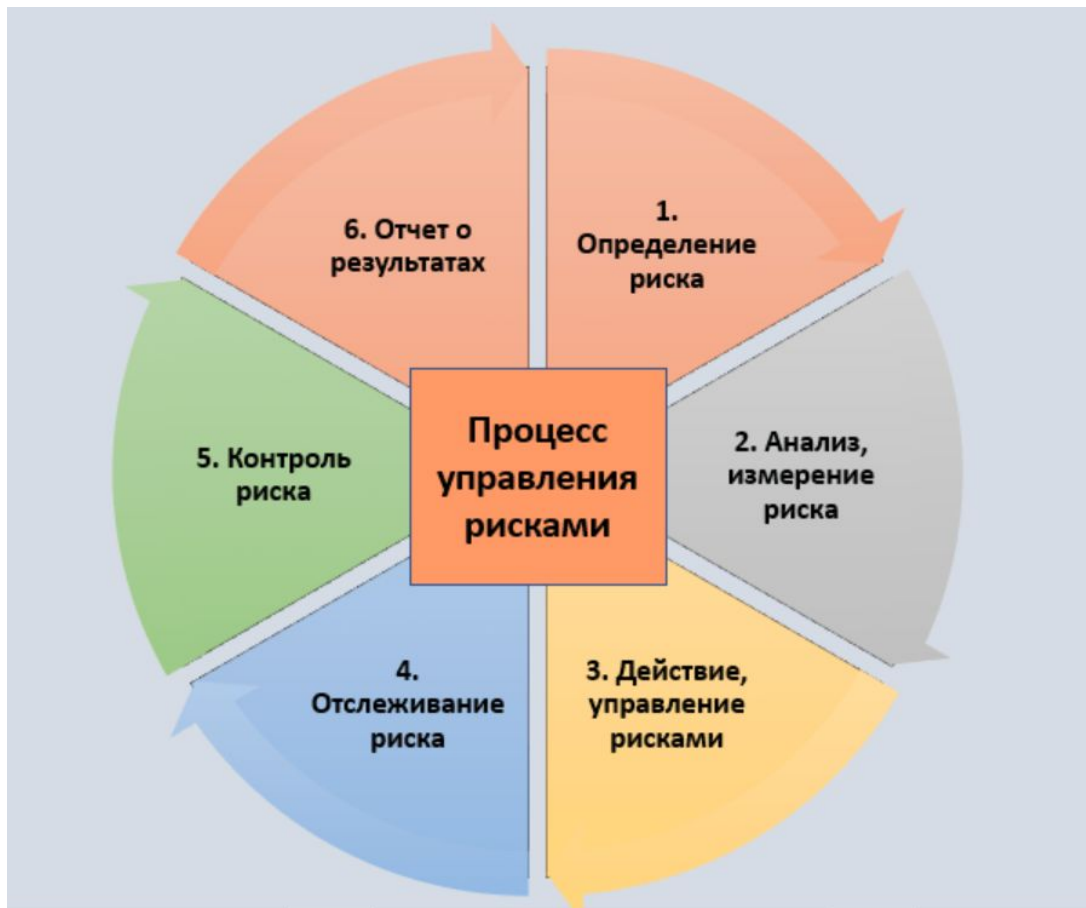 1.
Определение
риска
2. Анализ,
измерение
риска
3. Действие,
управление
рисками
4.
Отслеживание
риска
5. Контроль
риска
6. Отчет о
результатах
Процесс
управления
рисками